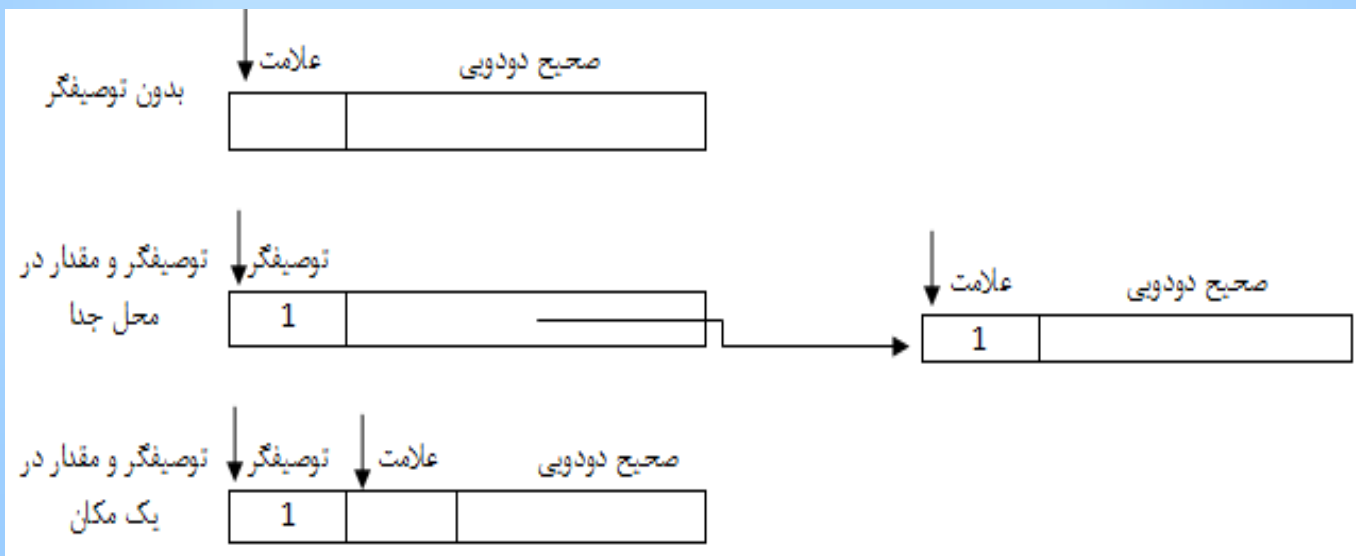 علامت صحیح دودویی
بدون توصیفگر
توصیفگر و مقدار در
محل جدا
توصیفگر
1
علامت صحیح دودویی
1
توصیفگر و مقدار در
یک مکان
توصیفگر علامت صحیح دودویی
1